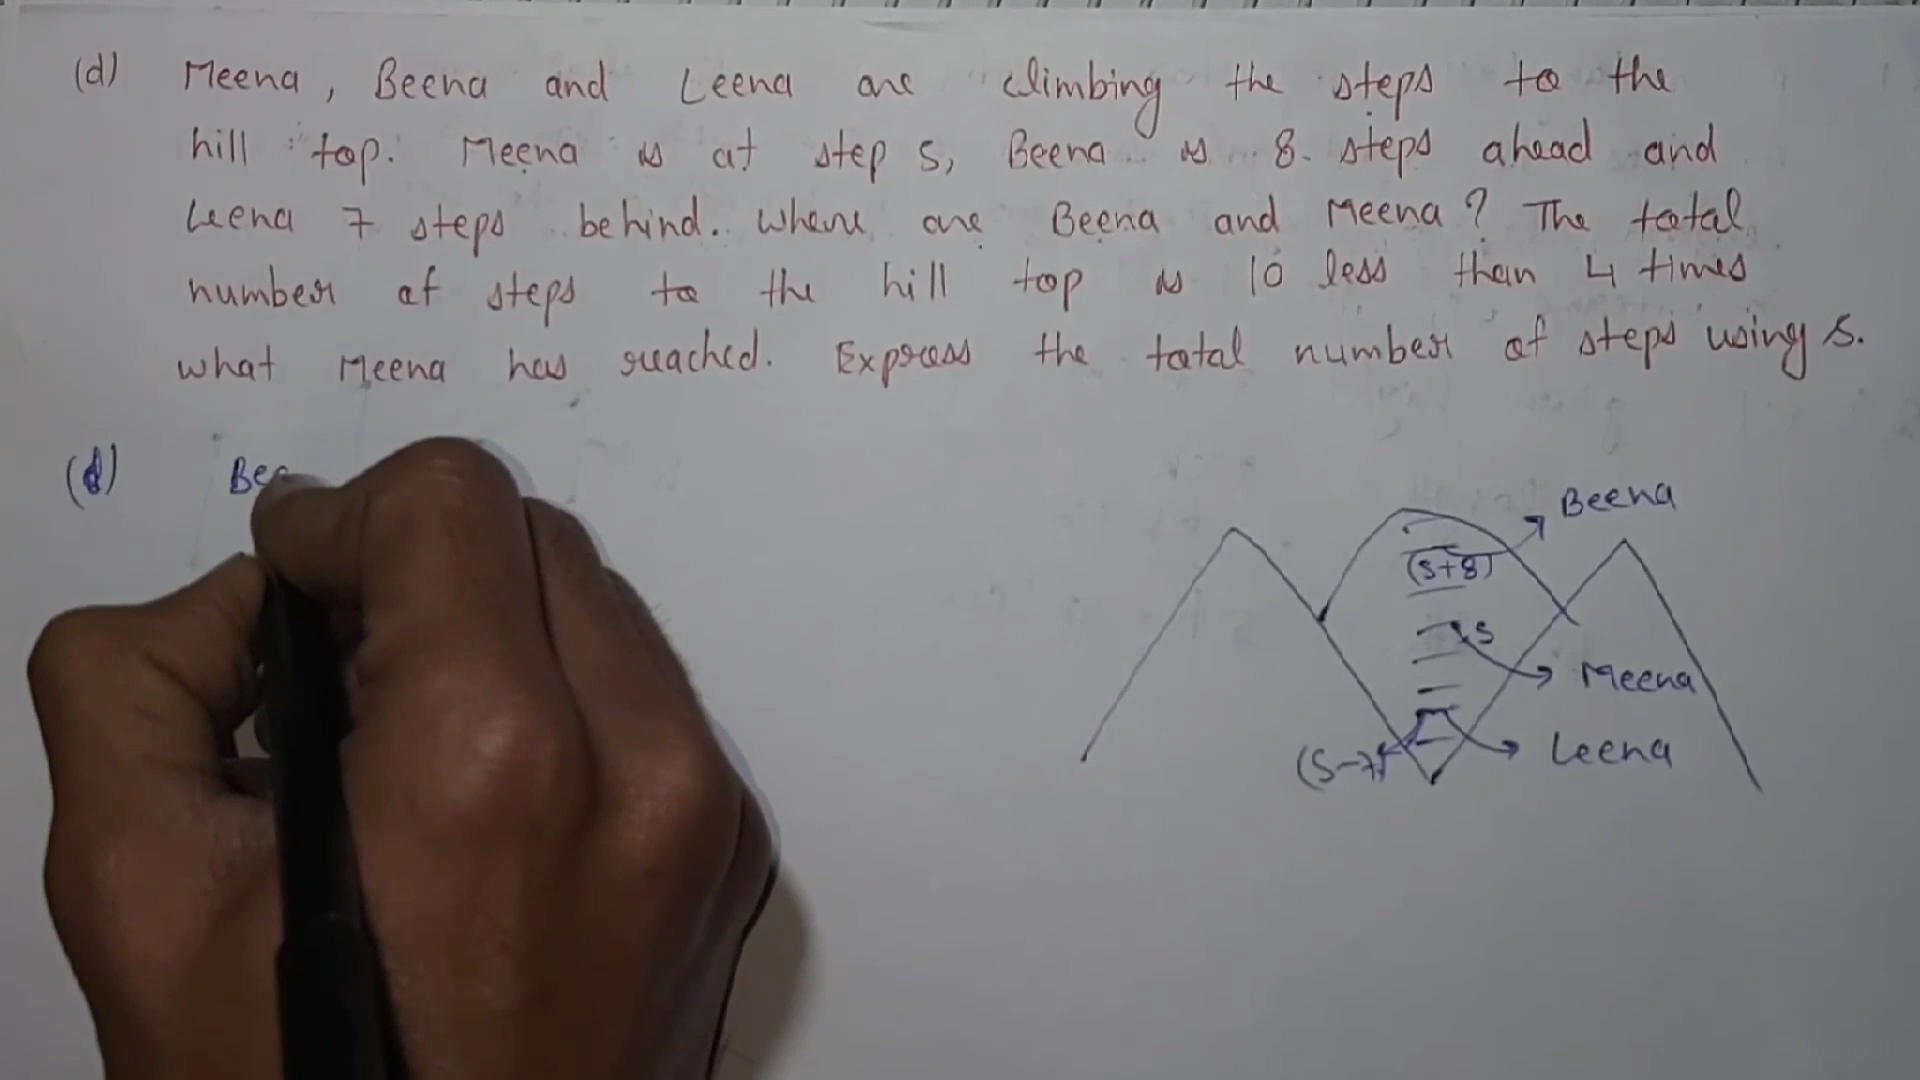 (d) Meena, Beena and Leena are climbing the steps to the
hill top. Meena is at step s, Beena is 8 steps ahead and
Leena 7 steps behind. Where are Beena and Meena? The total
number of steps to the hill top is 10 less than 4 times
what Meena has reached. Express the total number of steps using s.
(d) Bee
Beena
(s+8)
s
Meena
Leena
(s-7)